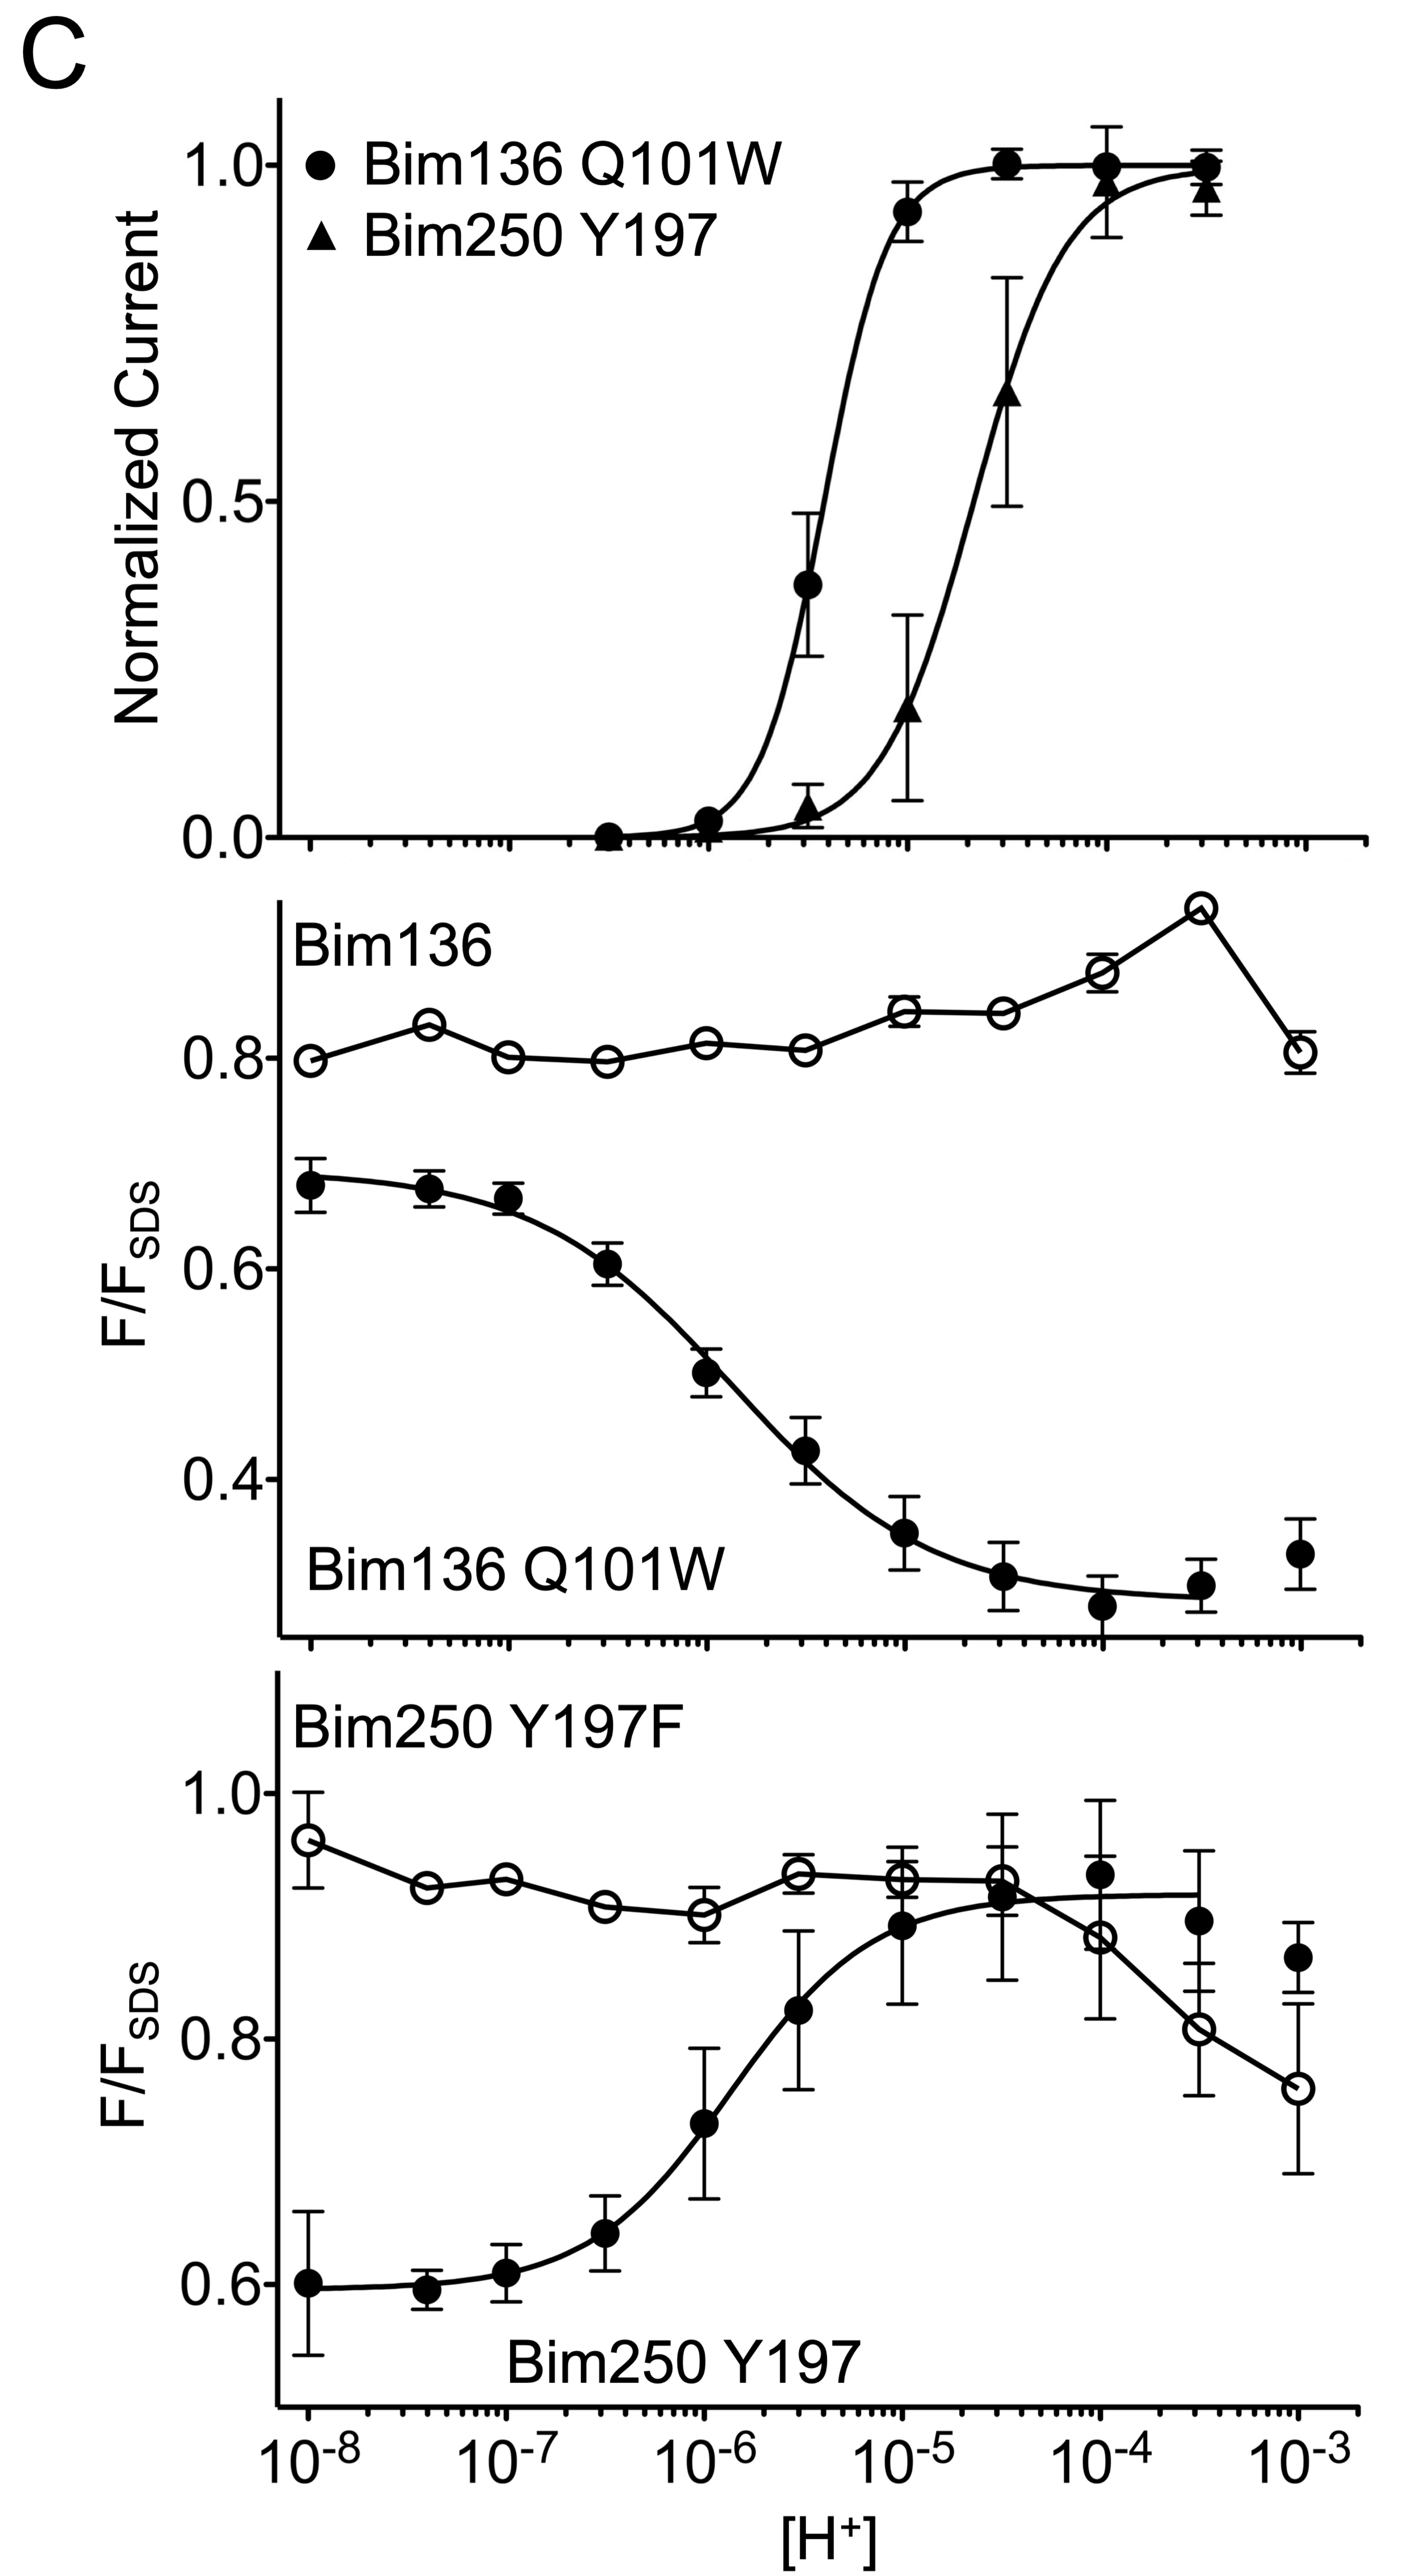 C
Normalized Current
1.0
0.5
0.0
Bim136 Q101W
Bim250 Y197
F/FSDS
0.8
0.6
0.4
Bim136
Bim136 Q101W
F/FSDS
1.0
0.8
0.6
Bim250 Y197F
Bim250 Y197
10-8 10-7 10-6 10-5 10-4 10-3
[H+]